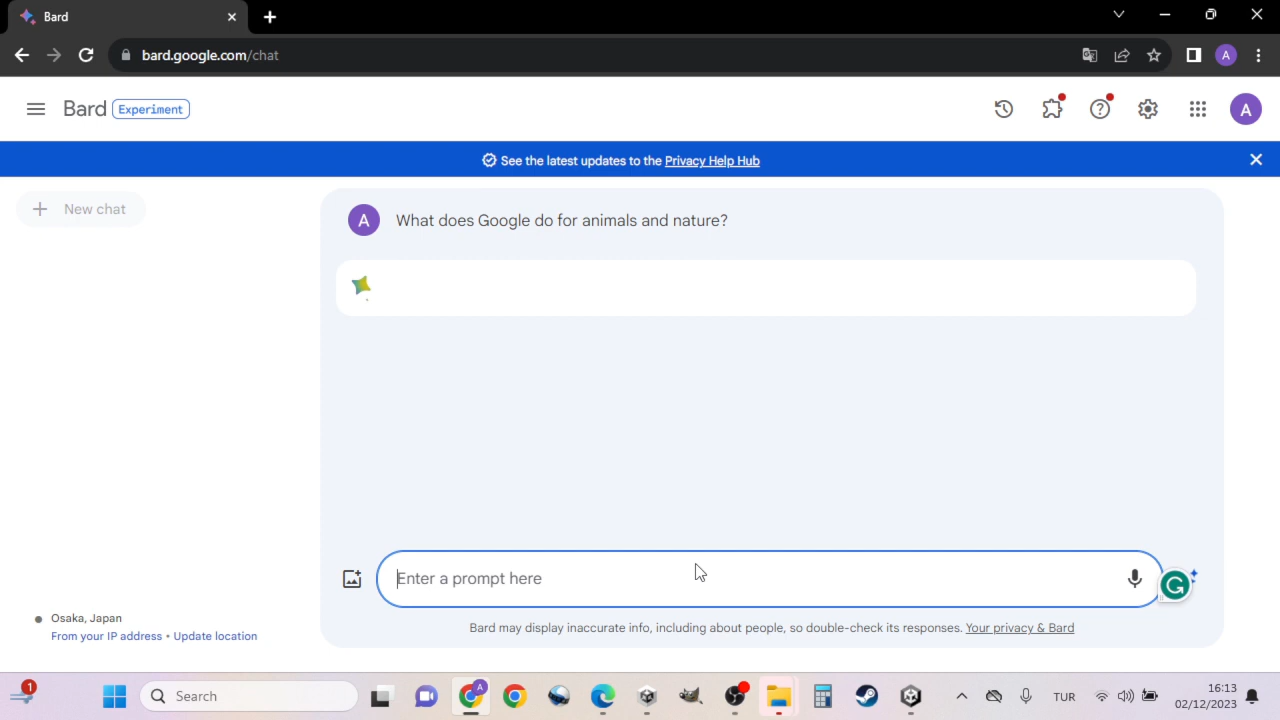 Bard
bard.google.com/chat
A
Bard Experiment
A
See the latest updates to the Privacy Help Hub
New chat
A What does Google do for animals and nature?
Enter a prompt here
G
Osaka, Japan
From your IP address • Update location
Bard may display inaccurate info, including about people, so double-check its responses. Your privacy & Bard
1
Search
A
TUR
16:13
02/12/2023